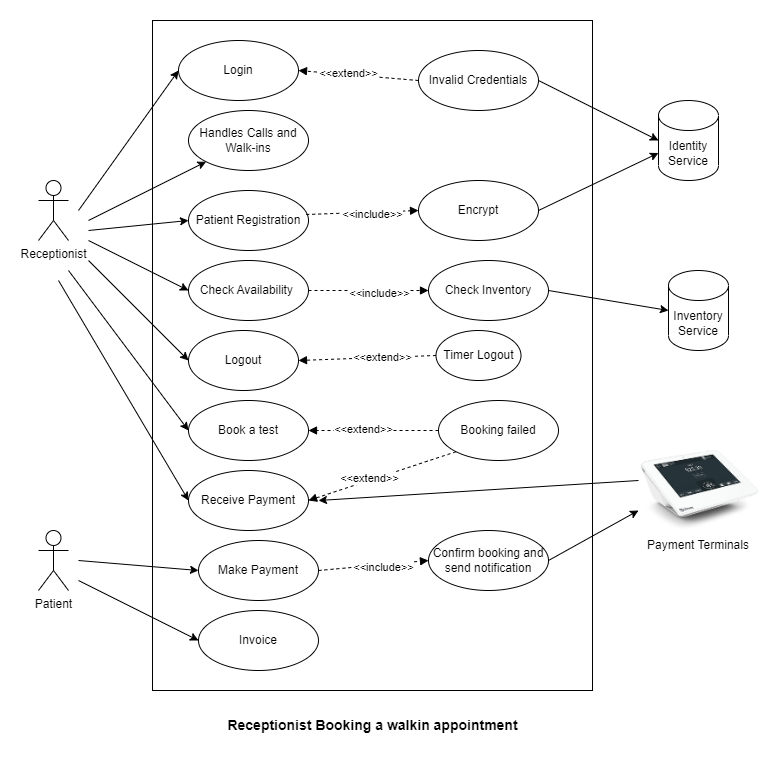 Login
<<extend>>
Invalid Credentials
Handles Calls and
Walk-ins
Identity
Service
Receptionist
Patient Registration
<<include>>
Encrypt
Check Availability
<<include>>
Check Inventory
Inventory
Service
Logout
<<extend>>
Timer Logout
Book a test
<<extend>>
Booking failed
<<extend>>
Receive Payment
Payment Terminals
Patient
Make Payment
<<include>>
Confirm booking and
send notification
Invoice
Receptionist Booking a walkin appointment